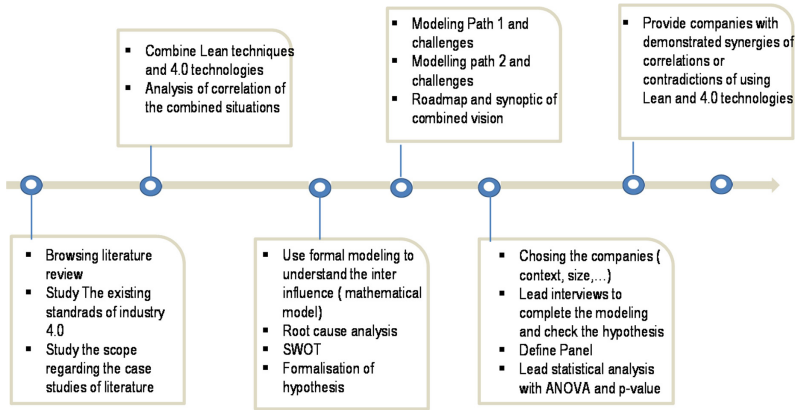 ▪ Browsing literature
review
▪ Study The existing
standrads of industry
4.0
▪ Study the scope
regarding the case
studies of literature
▪ Combine Lean techniques
and 4.0 technologies
▪ Analysis of correlation of
the combined situations
▪ Use formal modeling to
understand the inter
influence ( mathematical
model)
▪ Root cause analysis
▪ SWOT
▪ Formalisation of
hypothesis
▪ Modeling Path 1 and
challenges
▪ Modelling path 2 and
challenges
▪ Roadmap and synoptic of
combined vision
▪ Chosing the companies (
context, size,...)
▪ Lead interviews to
complete the modeling
and check the hypothesis
▪ Define Panel
▪ Lead statistical analysis
with ANOVA and p-value
▪ Provide companies with
demonstrated synergies of
correlations or
contradictions of using
Lean and 4.0 technologies